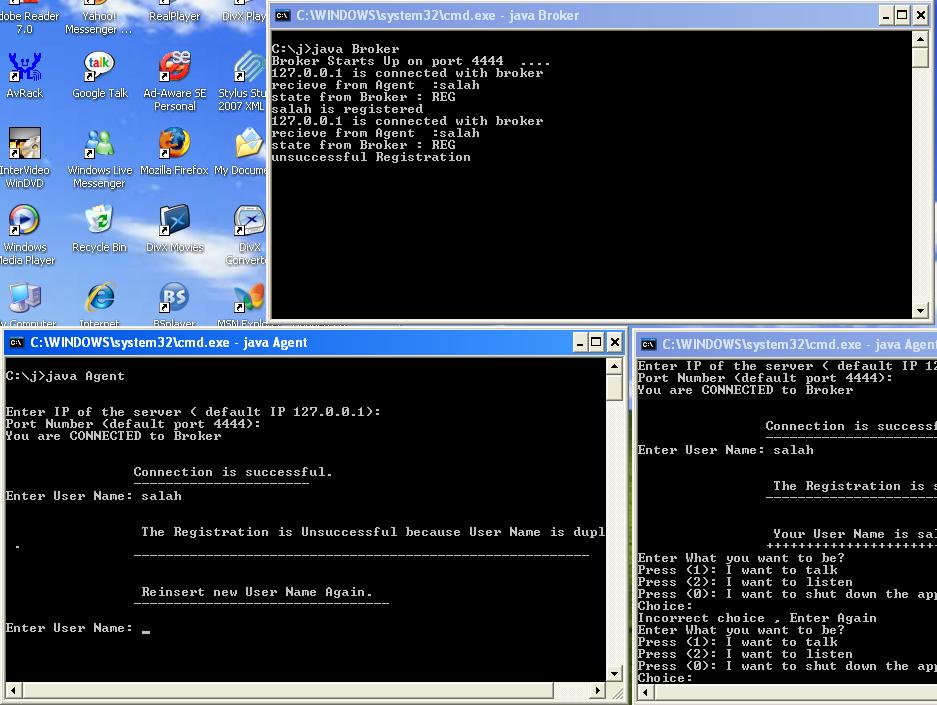 dobe Reader
7.0
Yahoo!
Messenger ...
RealPlayer
DivX Play
AvRack
talk
Google Talk
Ad-Aware SE
Personal
Stylus Stu
2007 XML
InterVideo
WinDVD
Windows Live
Messenger
Mozilla Firefox
My Docume
Windows
edia Player
Recycle Bin
DivX Movies
DivX
Converte
y Computer
Internet
BS
BSplayer
MSN Explo
C:\WINDOWS\system32\cmd.exe - java Broker
C:\j>java Broker
Broker Starts Up on port 4444  ....
127.0.0.1 is connected with broker
recieve from Agent  :salah
state from Broker : REG
salah is registered
127.0.0.1 is connected with broker
recieve from Agent  :salah
state from Broker : REG
unsuccessful Registration
C:\WINDOWS\system32\cmd.exe - java Agent
C:\j>java Agent
Enter IP of the server ( default IP 127.0.0.1):
Port Number (default port 4444):
You are CONNECTED to Broker
Connection is successful.
-----------------------
Enter User Name: salah
The Registration is Unsuccessful because User Name is dupl
.
-----------------------------------------------------------
Reinsert new User Name Again.
---------------------------------
Enter User Name: _
C:\WINDOWS\system32\cmd.exe - java Agent
Enter IP of the server ( default IP 12
Port Number (default port 4444):
You are CONNECTED to Broker
Connection is successf
-----------------------
Enter User Name: salah
The Registration is s
-----------------------
Your User Name is sal
+++++++++++++++++++++++
Enter What you want to be?
Press (1): I want to talk
Press (2): I want to listen
Press (0): I want to shut down the app
Choice:
Incorrect choice , Enter Again
Enter What you want to be?
Press (1): I want to talk
Press (2): I want to listen
Press (0): I want to shut down the app
Choice: